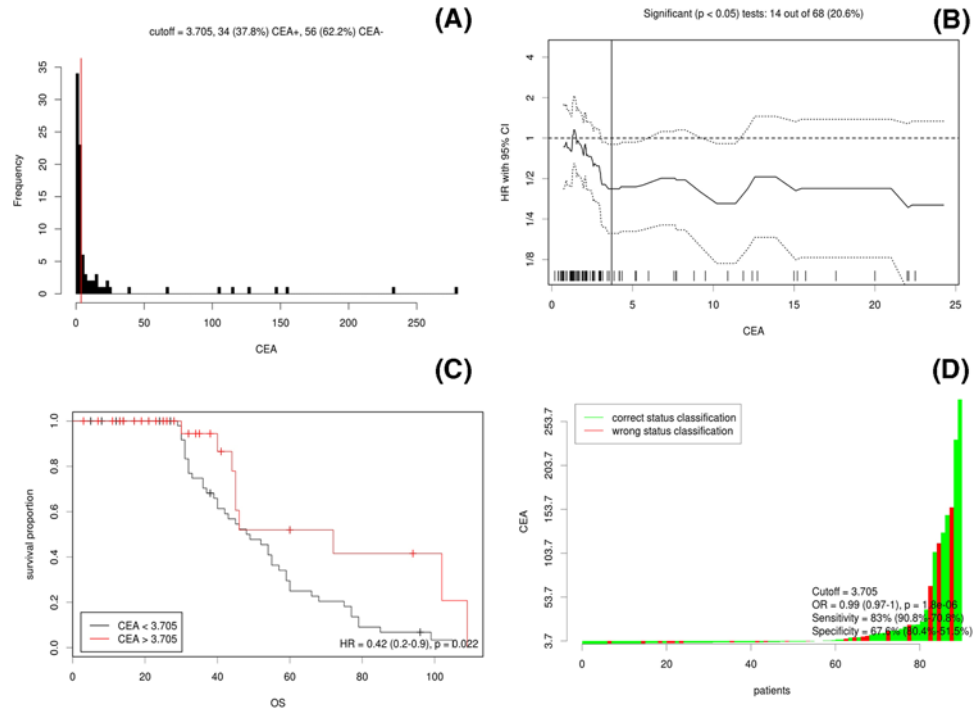 (A)
cutoff = 3.705, 34 (37.8%) CEA+, 56 (62.2%) CEA-
Frequency
35
30
25
20
15
10
5
0
0 50 100 150 200 250
CEA
(B)
Significant (p < 0.05) tests: 14 out of 68 (20.6%)
HR with 95% CI
4
2
1
1/2
1/4
1/8
0 5 10 15 20 25
CEA
(C)
survival proportion
1.0
0.8
0.6
0.4
0.2
0.0
CEA < 3.705
CEA > 3.705
HR = 0.42 (0.2-0.9), p = 0.022
0 20 40 60 80 100
OS
(D)
correct status classification
wrong status classification
CEA
253.7
203.7
153.7
103.7
53.7
3.7
Cutoff = 3.705
OR = 0.99 (0.97-1), p = 1.8e-06
Sensitivity = 83% (90.8%-70.8%)
Specificity = 67.6% (80.4%-51.5%)
0 20 40 60 80
patients